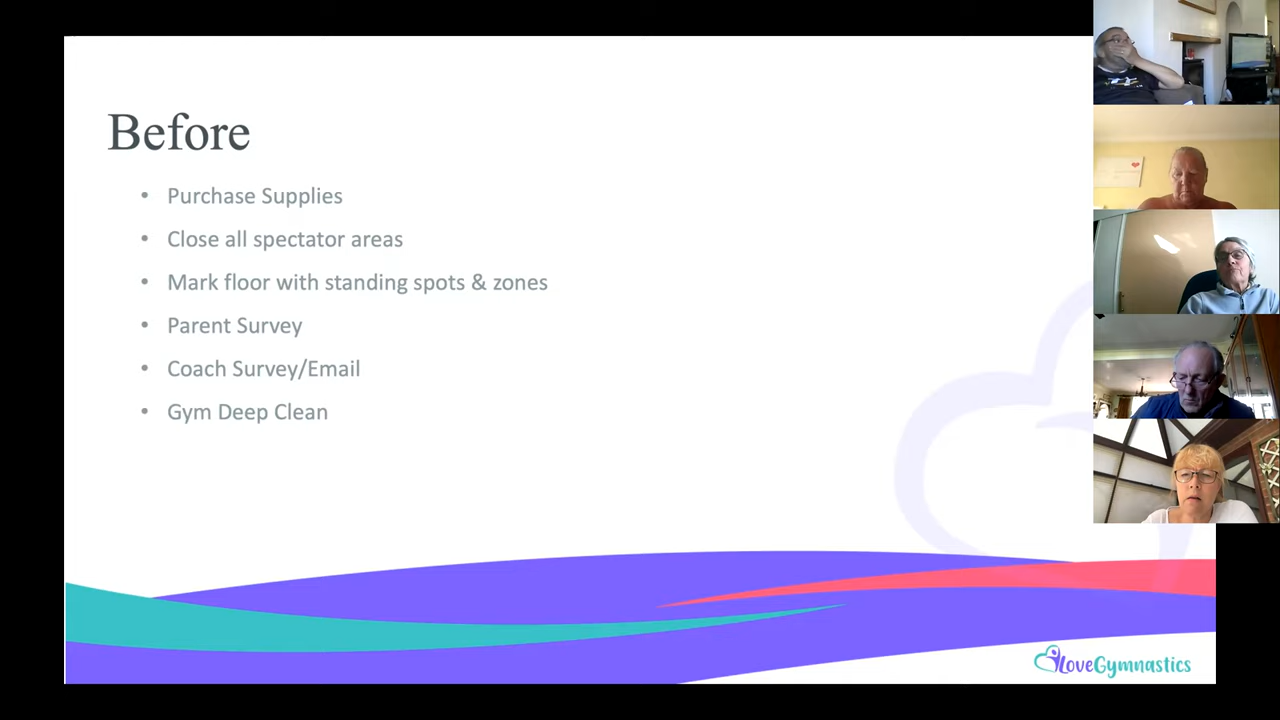 Before
• Purchase Supplies
• Close all spectator areas
• Mark floor with standing spots & zones
• Parent Survey
• Coach Survey/Email
• Gym Deep Clean
iLoveGymnastics